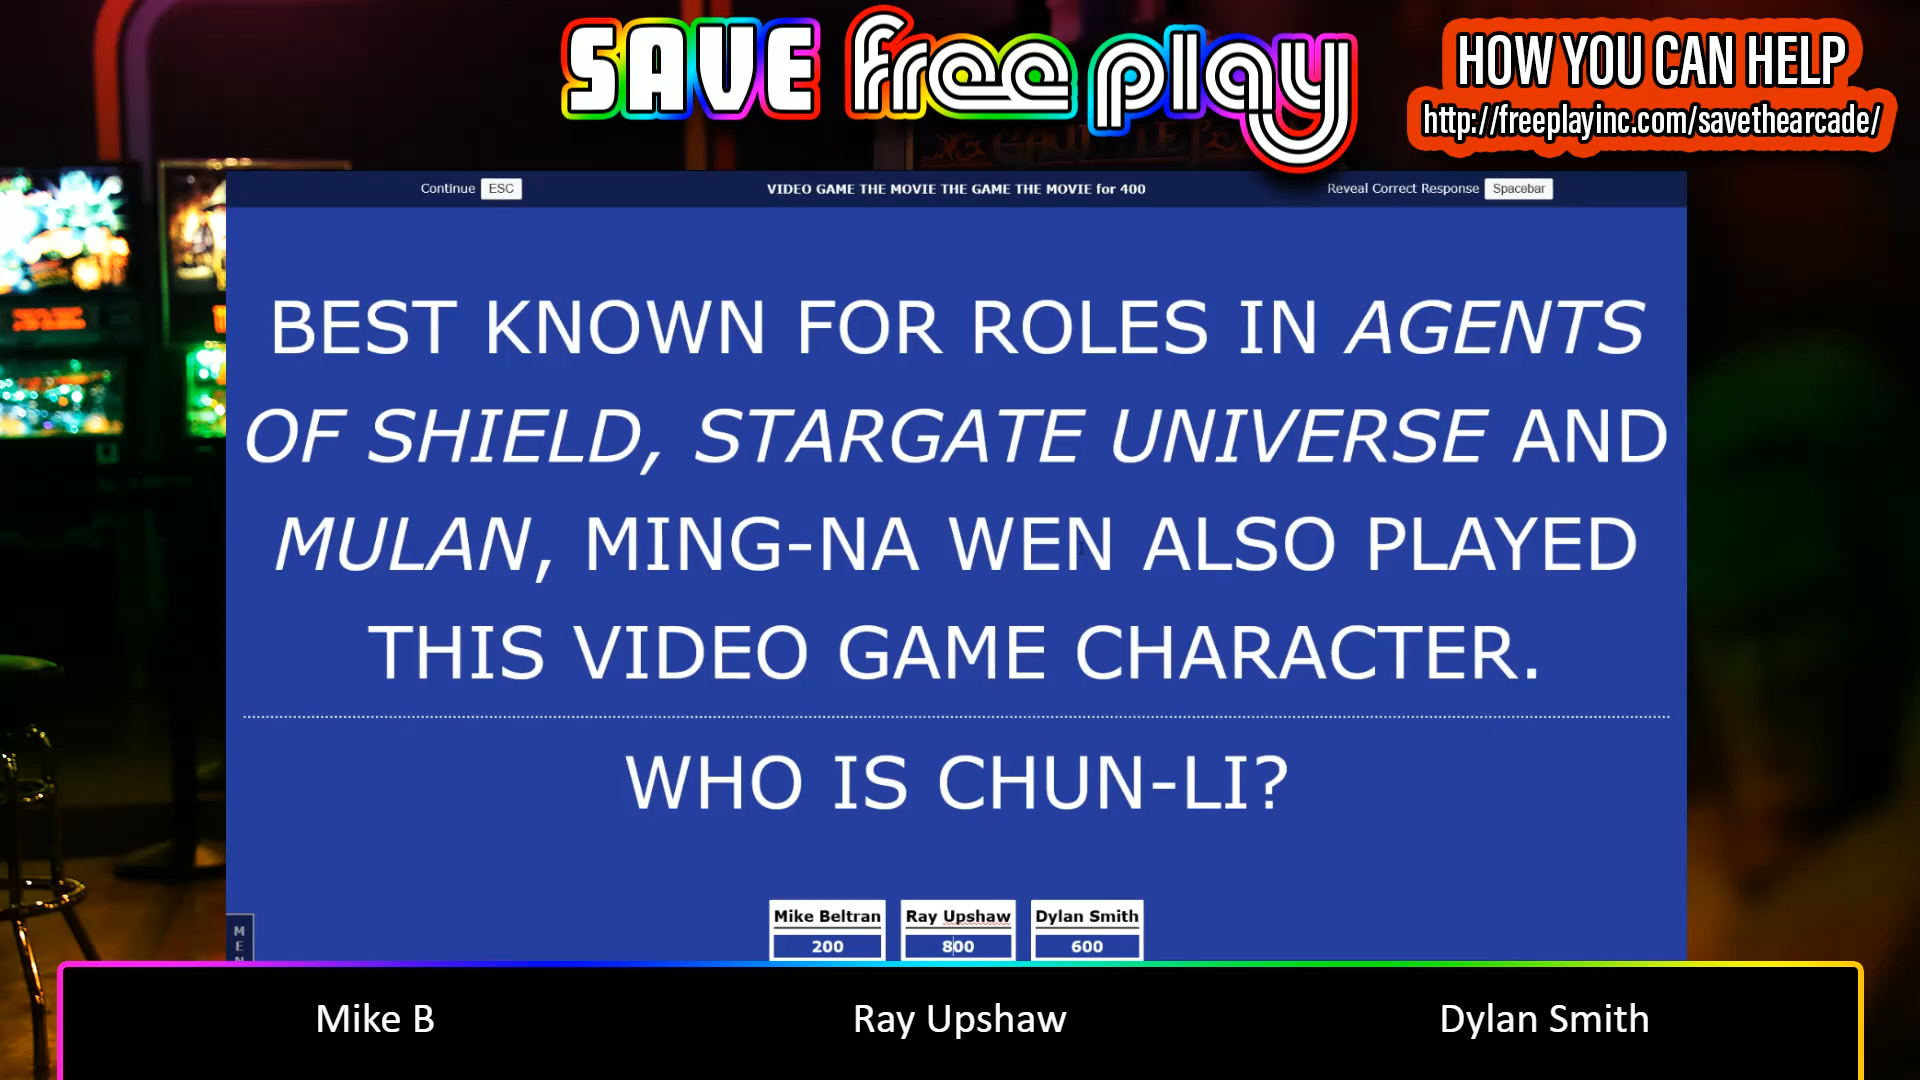 SAVE free play
HOW YOU CAN HELP
http://freeplayinc.com/savethearcade/
Continue ESC
VIDEO GAME THE MOVIE THE GAME THE MOVIE for 400
Reveal Correct Response Spacebar
BEST KNOWN FOR ROLES IN AGENTS
OF SHIELD, STARGATE UNIVERSE AND
MULAN, MING-NA WEN ALSO PLAYED
THIS VIDEO GAME CHARACTER.
WHO IS CHUN-LI?
Mike Beltran
200
Ray Upshaw
800
Dylan Smith
600
Mike B
Ray Upshaw
Dylan Smith